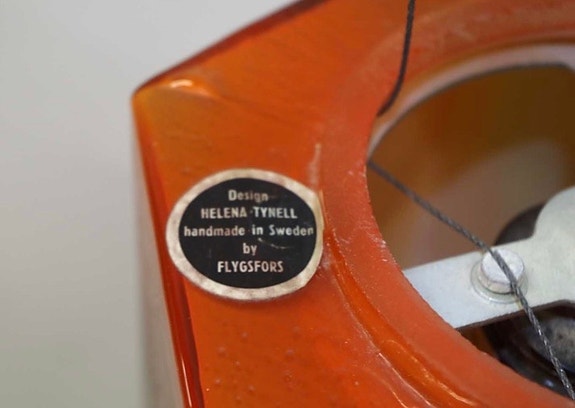 Design
HELENA TYNELL
handmade in Sweden
by
FLYGSFORS